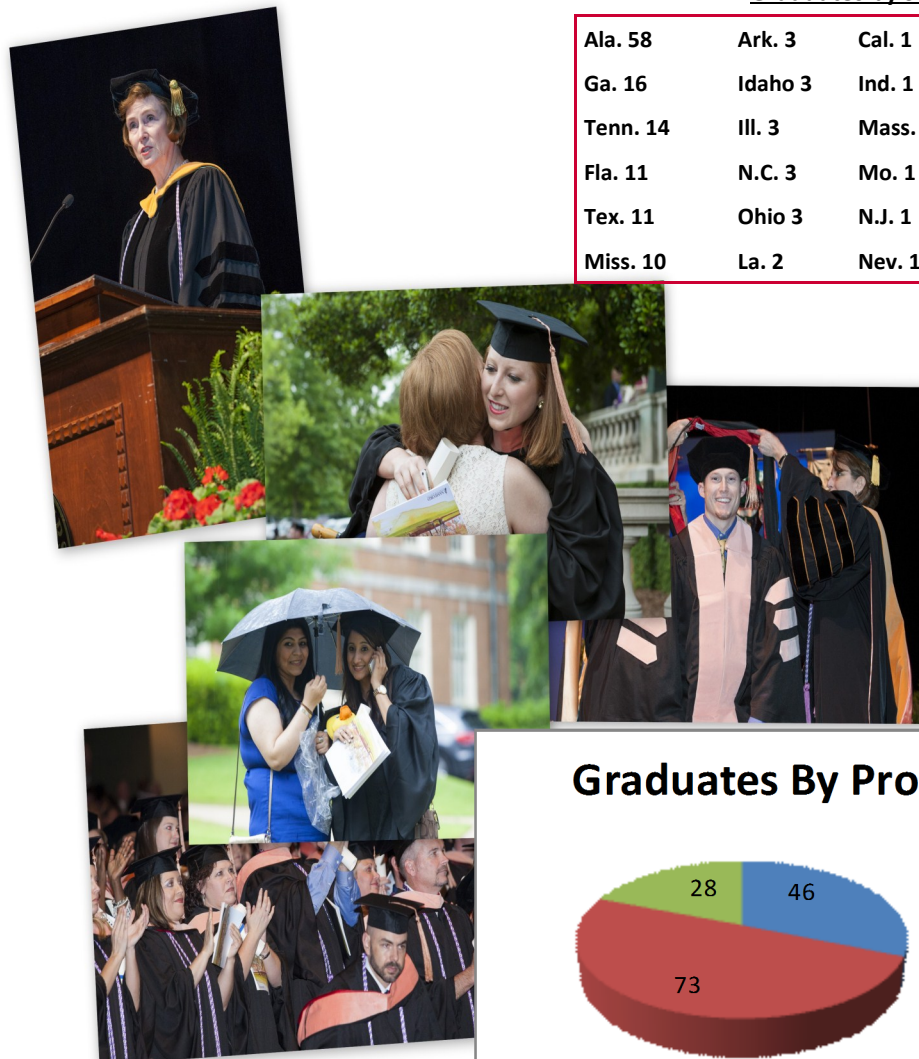 Ala. 58 Ark. 3 Cal. 1
Ga. 16 Idaho 3 Ind. 1
Tenn. 14 Ill. 3 Mass.
Fla. 11 N.C. 3 Mo. 1
Tex. 11 Ohio 3 N.J. 1
Miss. 10 La. 2 Nev. 1
Graduates By Pro
28 46
73